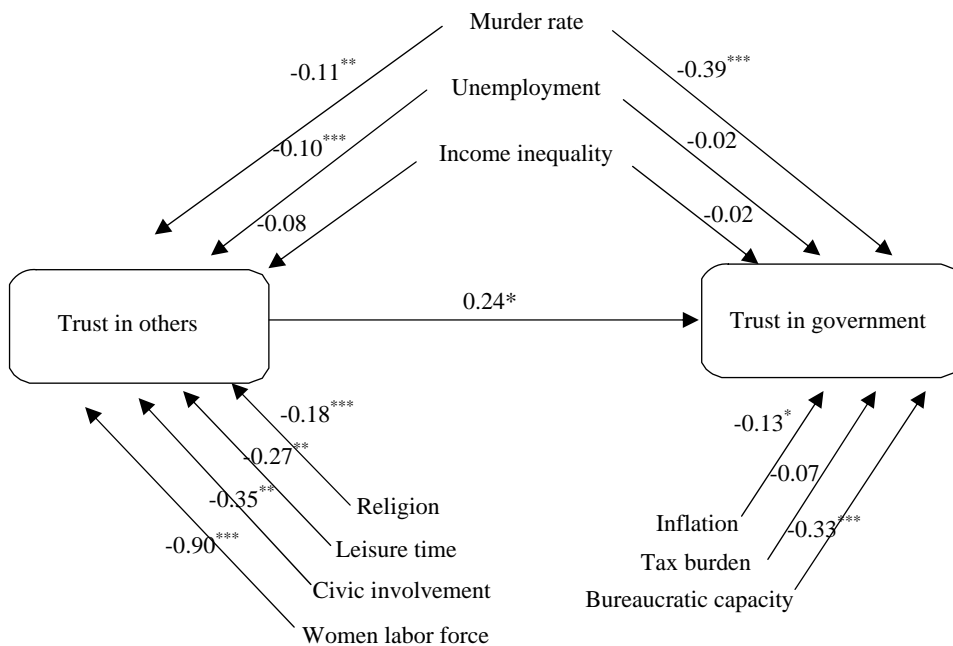 Murder rate
-0.11**
-0.39***
Unemployment
-0.10***
-0.02
Income inequality
-0.08
-0.02
Trust in others
0.24*
Trust in government
-0.18***
-0.13*
-0.27**
-0.07
-0.35**
Religion
Inflation
-0.33***
-0.90***
Leisure time
Tax burden
Civic involvement
Bureaucratic capacity
Women labor force